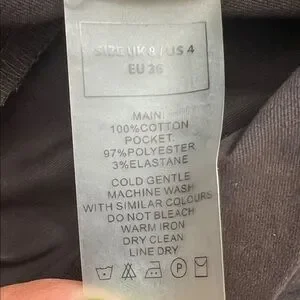 SIZE UK 8 / US 4
EU 36
MAIN:
100%COTTON
POCKET:
97%POLYESTER
3%ELASTANE
COLD GENTLE
MACHINE WASH
WITH SIMILAR COLOURS
DO NOT BLEACH
WARM IRON
DRY CLEAN
LINE DRY
P